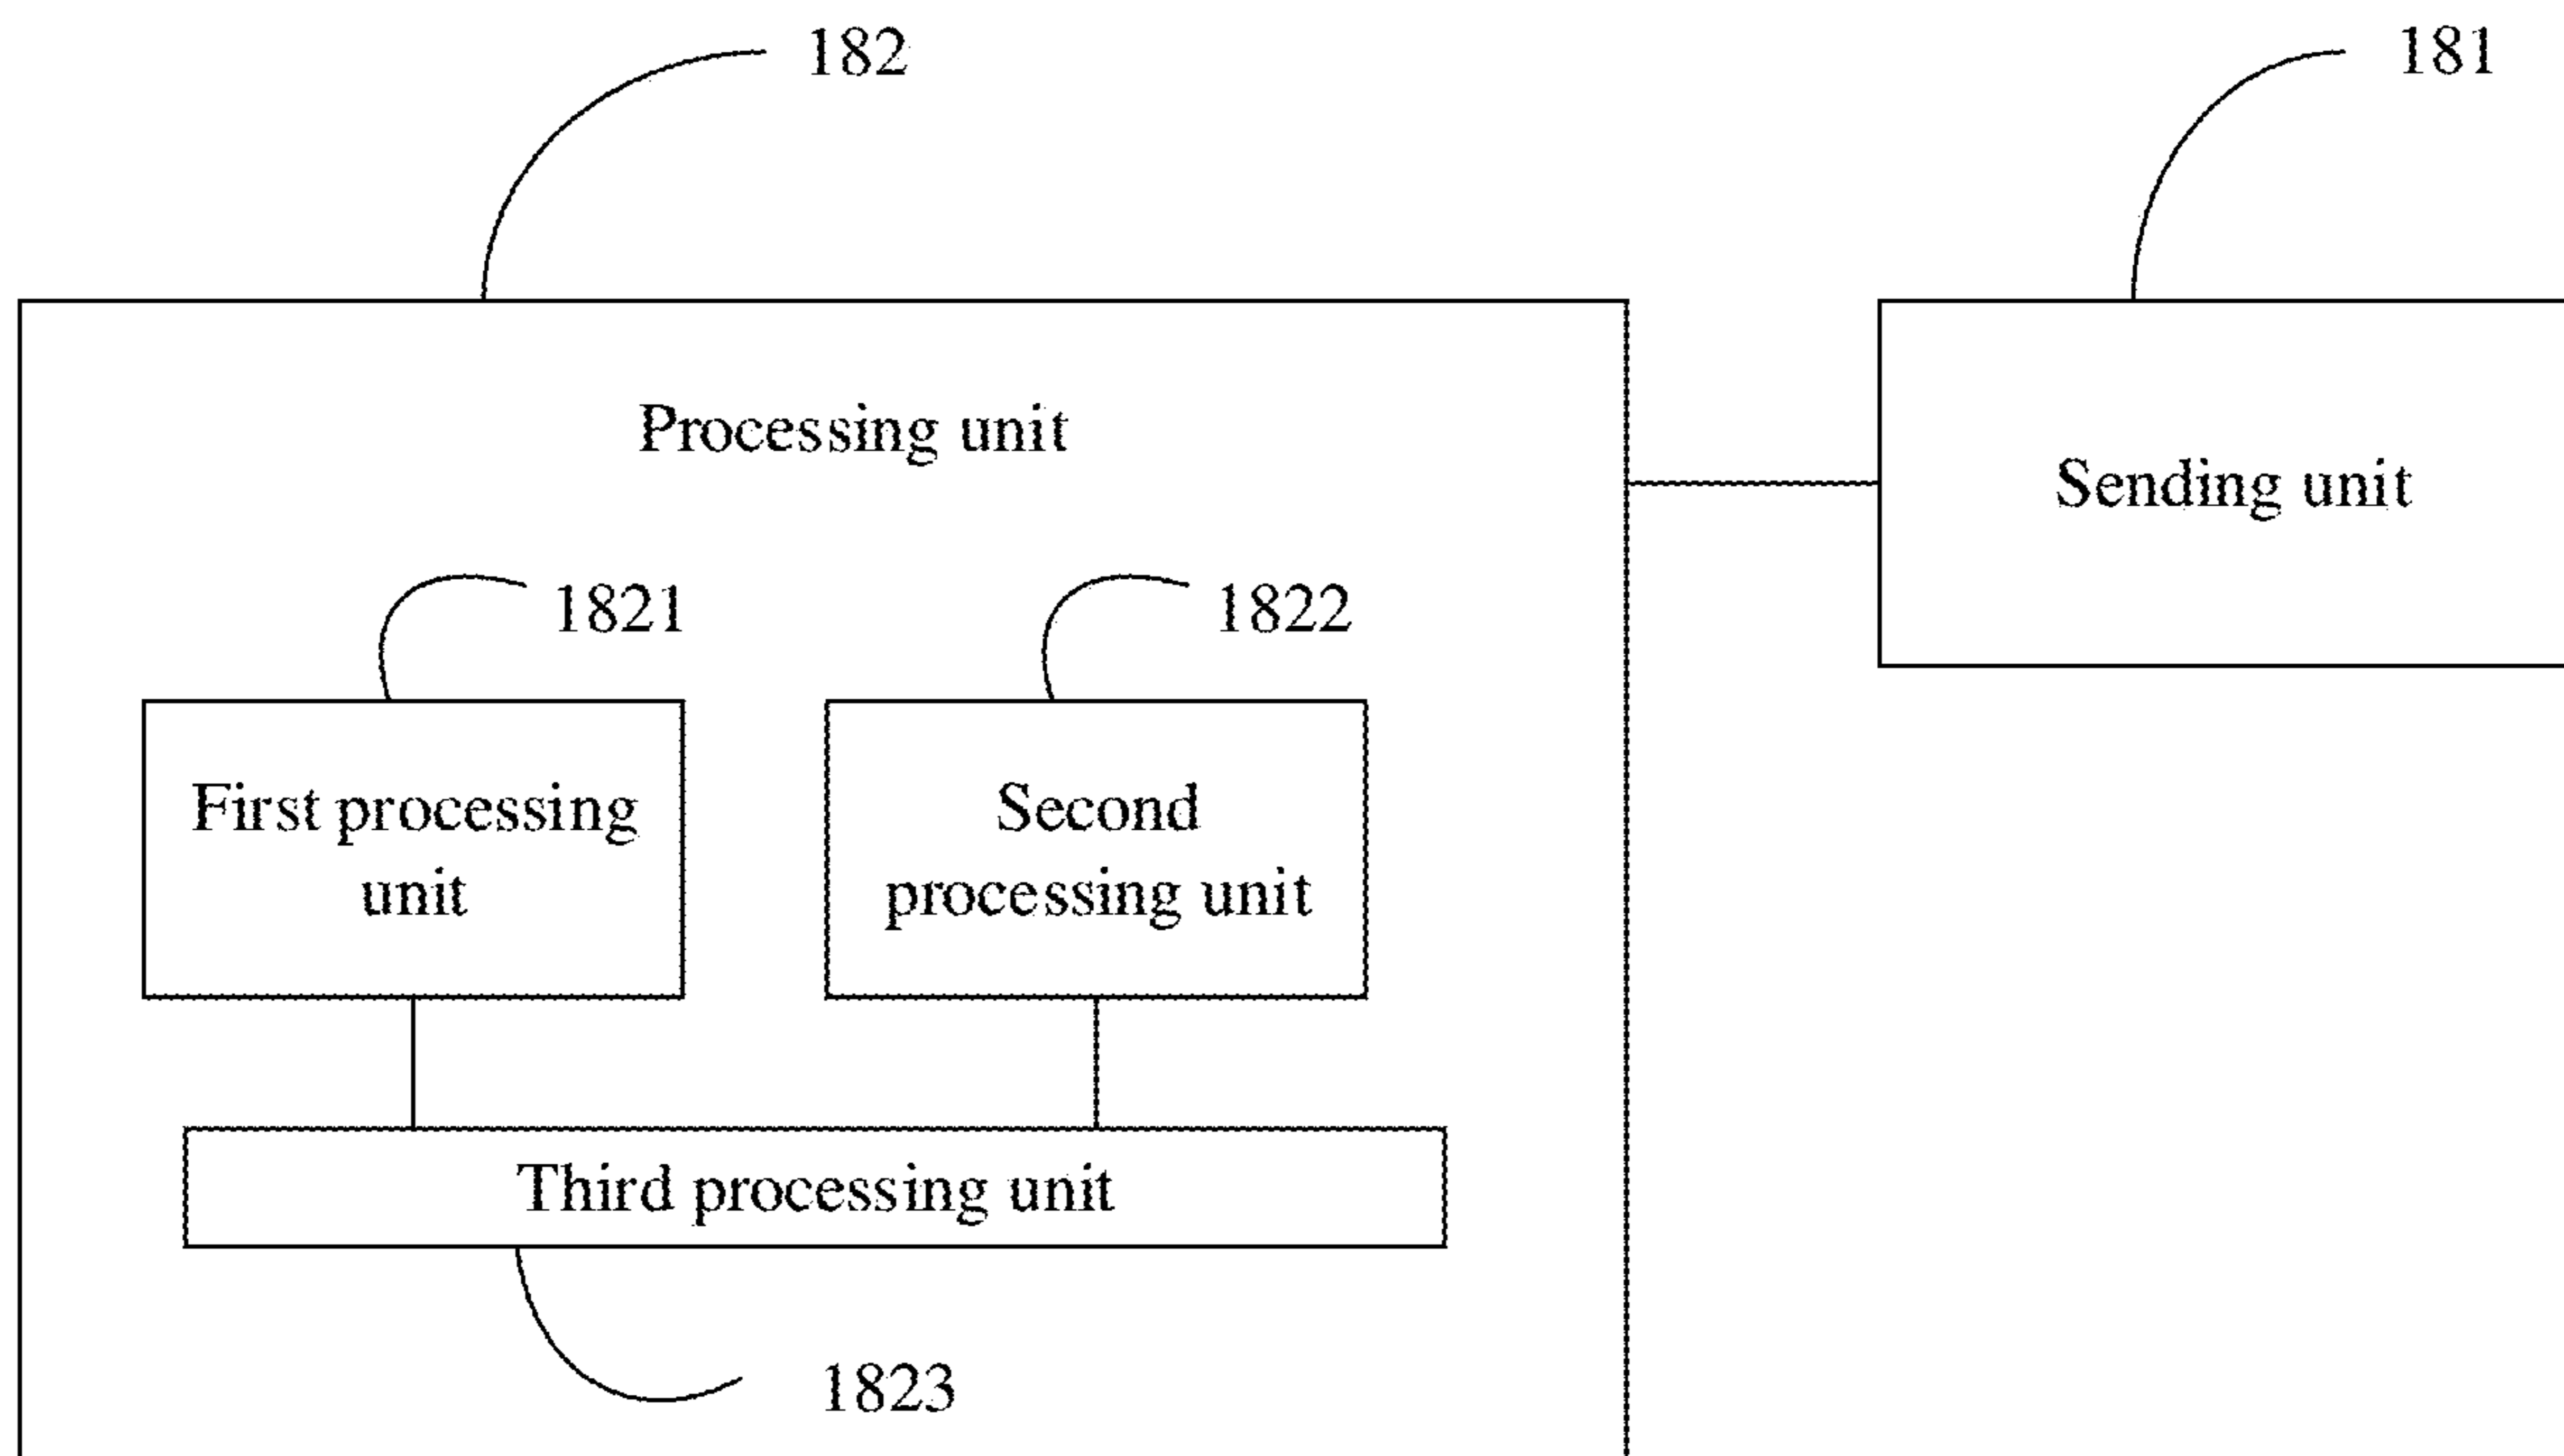 182
181
Processing unit
Sending unit
1821
1822
First processing
unit
Second
processing unit
Third processing unit
1823